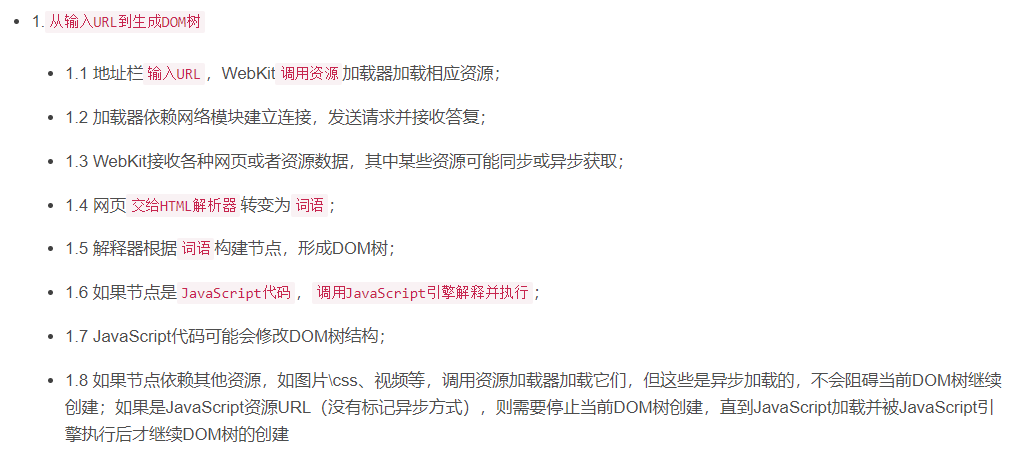 1.从输入URL到生成DOM树
1.1 地址栏输入URL，WebKit调用资源加载器加载相应资源；
1.2 加载器依赖网络模块建立连接，发送请求并接收答复；
1.3 WebKit接收各种网页或者资源数据，其中某些资源可能同步或异步获取；
1.4 网页交给HTML解析器转变为词语；
1.5 解释器根据词语构建节点，形成DOM树；
1.6 如果节点是JavaScript代码，调用JavaScript引擎解释并执行；
1.7 JavaScript代码可能会修改DOM树结构；
1.8 如果节点依赖其他资源，如图片\css、视频等，调用资源加载器加载它们，但这些是异步加载的，不会阻碍当前DOM树继续
创建；如果是JavaScript资源URL（没有标记异步方式），则需要停止当前DOM树创建，直到JavaScript加载并被JavaScript引
擎执行后才继续DOM树的创建